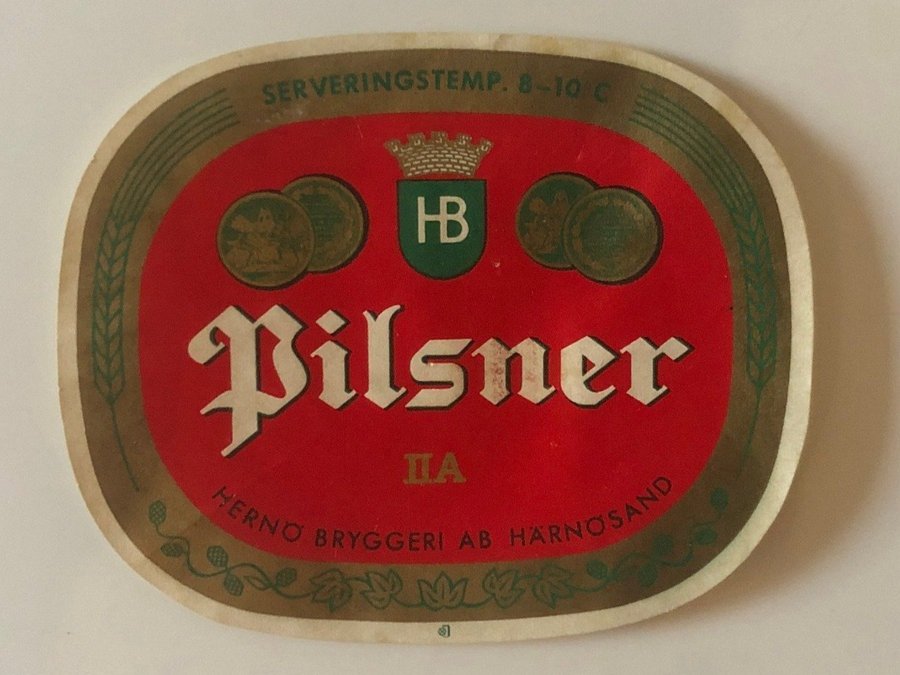 SERVERINGSTEMP. 8–10°C
HB
Pilsner
IIA
HERNÖ BRYGGERI AB HÄRNÖSAND